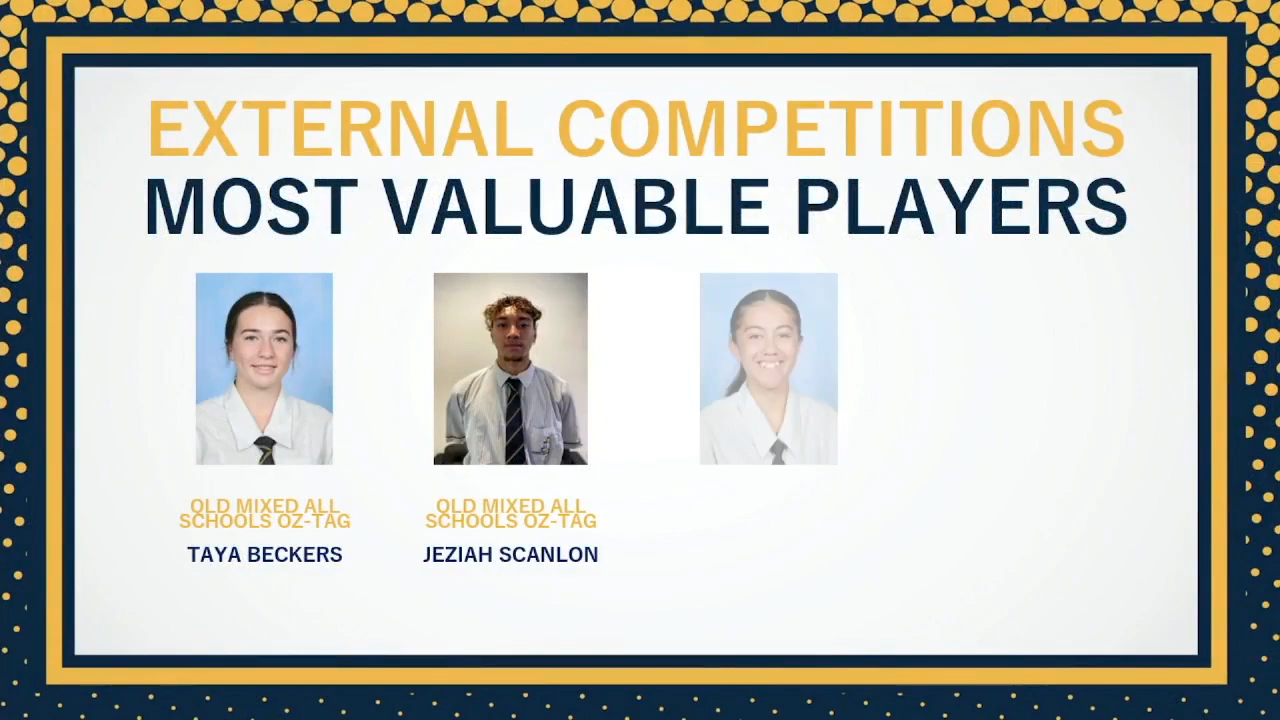 EXTERNAL COMPETITIONS
MOST VALUABLE PLAYERS
QLD MIXED ALL
SCHOOLS OZ-TAG
TAYA BECKERS
QLD MIXED ALL
SCHOOLS OZ-TAG
JEZIAH SCANLON